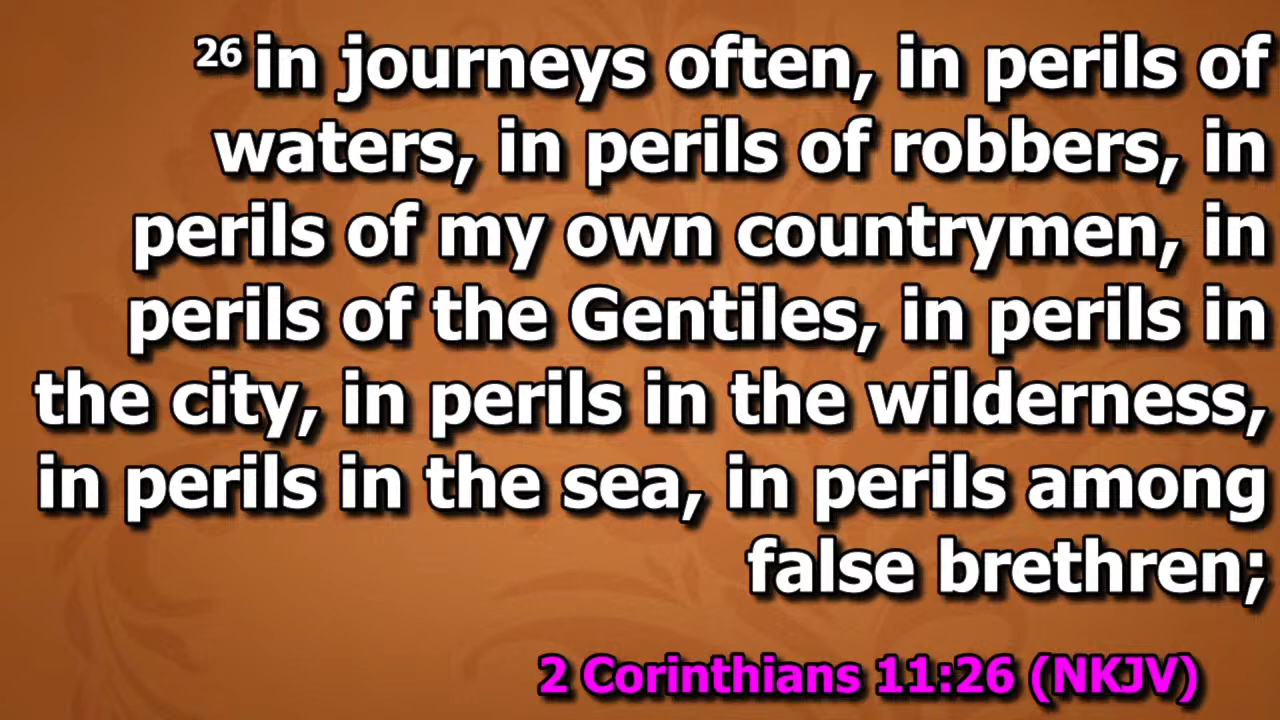 26 in journeys often, in perils of
waters, in perils of robbers, in
perils of my own countrymen, in
perils of the Gentiles, in perils in
the city, in perils in the wilderness,
in perils in the sea, in perils among
false brethren;
2 Corinthians 11:26 (NKJV)